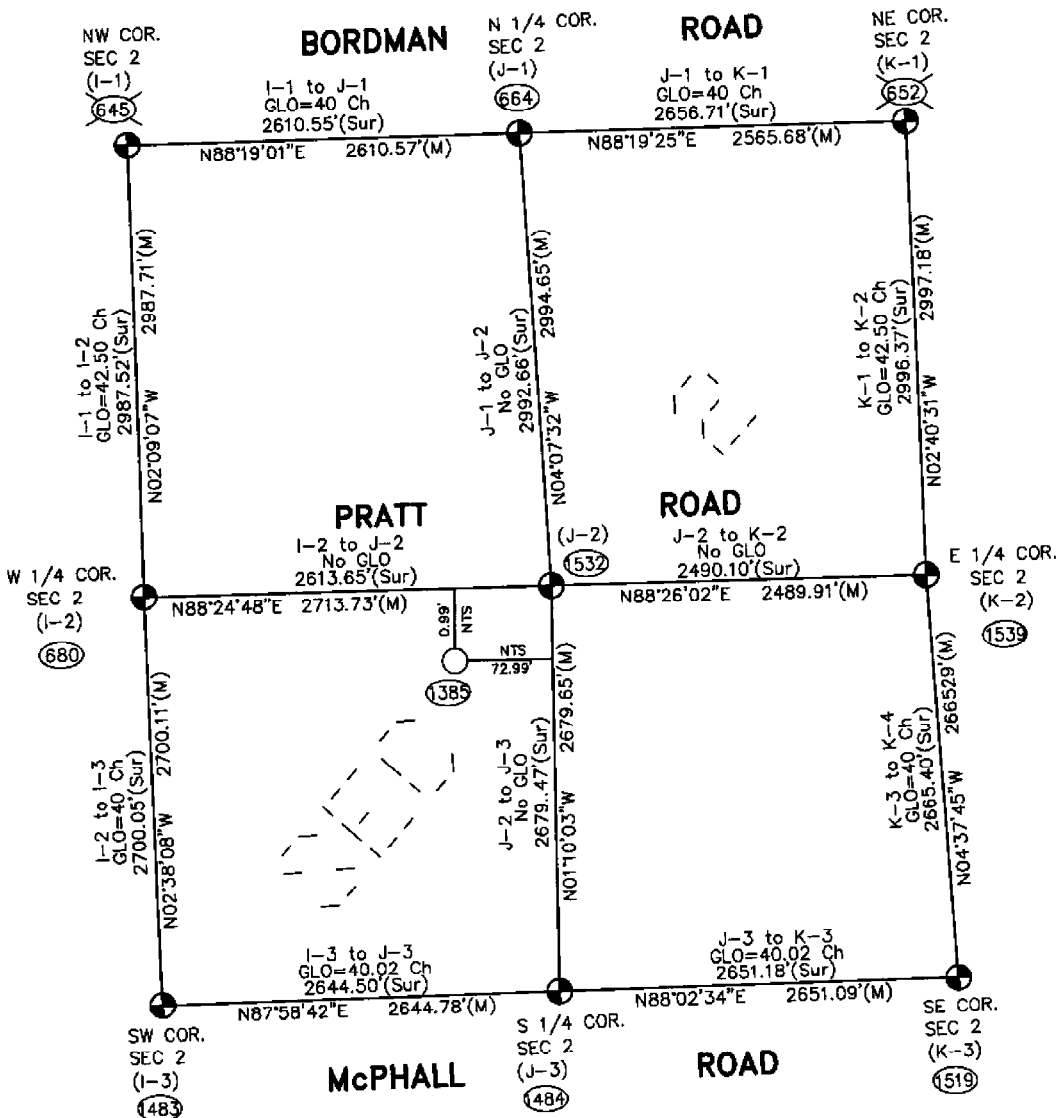 BORDMAN ROAD
NW COR.
SEC 2
(I-1)
645
N 1/4 COR.
SEC 2
(J-1)
664
NE COR.
SEC 2
(K-1)
652
I-1 to J-1
GLO=40 Ch
2610.55'(Sur)
N88°19'01"E 2610.57'(M)
J-1 to K-1
GLO=40 Ch
2656.71'(Sur)
N88°19'25"E 2565.68'(M)
I-1 to I-2
GLO=42.50 Ch
2987.52'(Sur)
N02°09'07"W 2987.71'(M)
J-1 to J-2
No GLO
2992.66'(Sur)
N04°07'32"W 2994.65'(M)
K-1 to K-2
GLO=42.50 Ch
2996.37'(Sur)
N02°40'31"W 2997.18'(M)
2
PRATT ROAD
I-2 to J-2
No GLO
2613.65'(Sur)
N88°24'48"E 2713.73'(M)
(J-2)
1532
J-2 to K-2
No GLO
2490.10'(Sur)
N88°26'02"E 2489.91'(M)
W 1/4 COR.
SEC 2
(I-2)
680
E 1/4 COR.
SEC 2
(K-2)
1539
0.99'
NTS
NTS
72.99'
1385
I-2 to I-3
GLO=40 Ch
2700.05'(Sur)
N02°38'08"W 2700.11'(M)
J-2 to J-3
No GLO
2679..47'(Sur)
N01°10'03"W 2679.65'(M)
K-3 to K-4
GLO=40 Ch
2665.40'(Sur)
N04°37'45"W 266529'(M)
I-3 to J-3
GLO=40.02 Ch
2644.50'(Sur)
N87°58'42"E 2644.78'(M)
J-3 to K-3
GLO=40.02 Ch
2651.18'(Sur)
N88°02'34"E 2651.09'(M)
SW COR.
SEC 2
(I-3)
1483
S 1/4 COR.
SEC 2
(J-3)
1484
SE COR.
SEC 2
(K-3)
1519
McPHALL ROAD